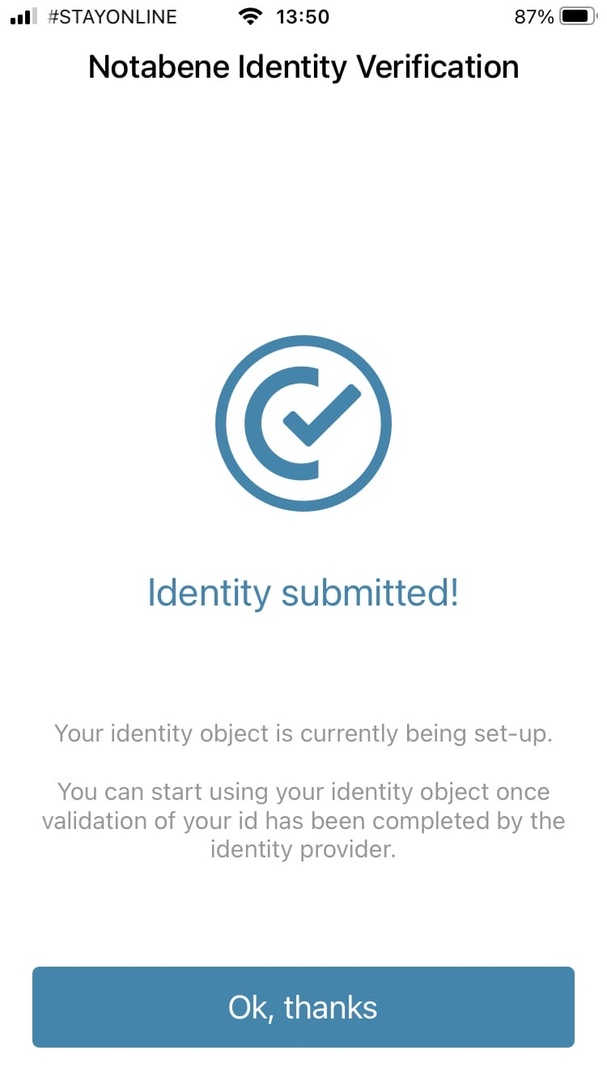 #STAYONLINE 13:50 87%
Notabene Identity Verification
Identity submitted!
Your identity object is currently being set-up.
You can start using your identity object once
validation of your id has been completed by the
identity provider.
Ok, thanks